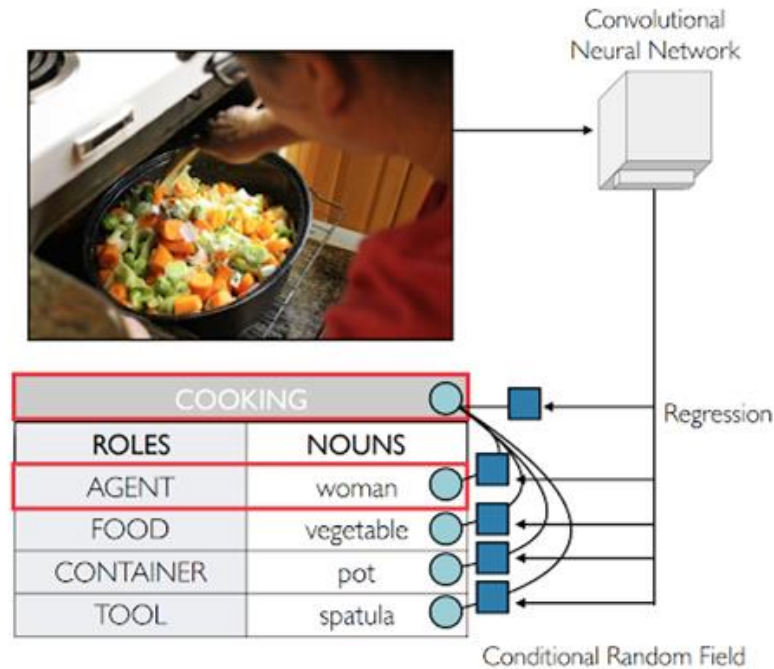 Convolutional
Neural Network
COOKING
Regression
ROLES NOUNS
AGENT woman
FOOD vegetable
CONTAINER pot
TOOL spatula
Conditional Random Field